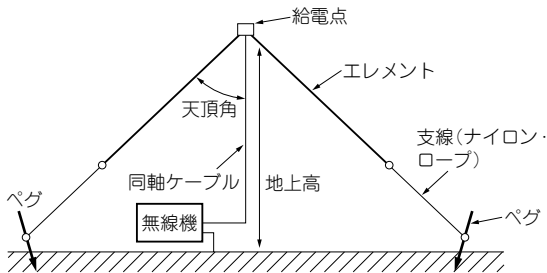 給電点
エレメント
天頂角
支線(ナイロン・
ロープ)
同軸ケーブル
地上高
ペグ
無線機
ペグ